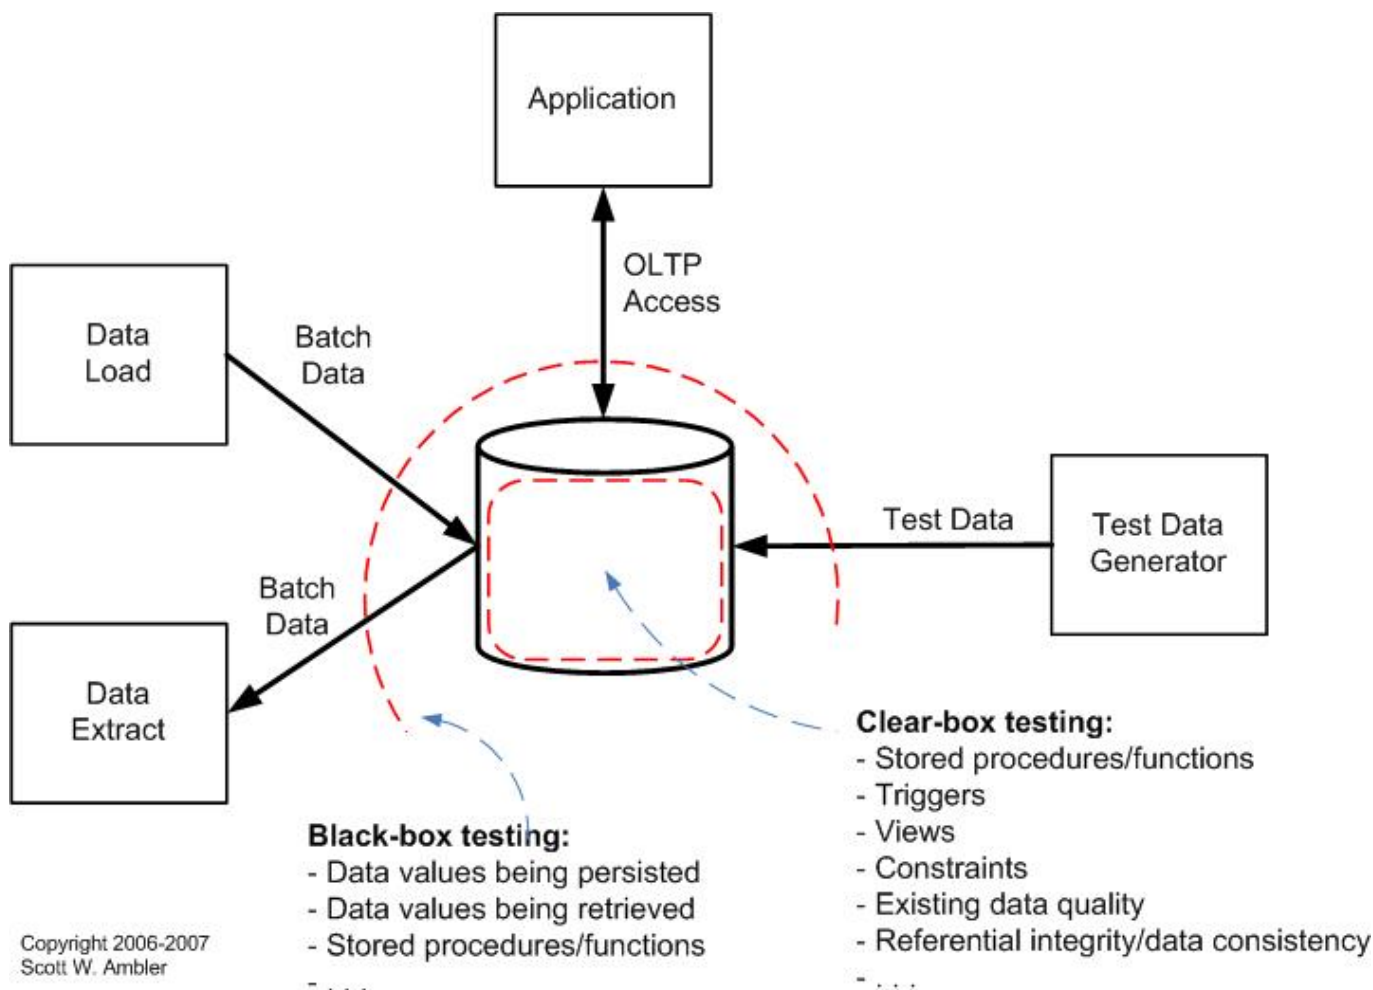 Application
OLTP
Access
Data
Load
Batch
Data
Test Data
Test Data
Generator
Batch
Data
Data
Extract
Clear-box testing:
- Stored procedures/functions
- Triggers
- Views
- Constraints
- Existing data quality
- Referential integrity/data consistency
- . . .
Black-box testing:
- Data values being persisted
- Data values being retrieved
- Stored procedures/functions
- . . .
Copyright 2006-2007
Scott W. Ambler